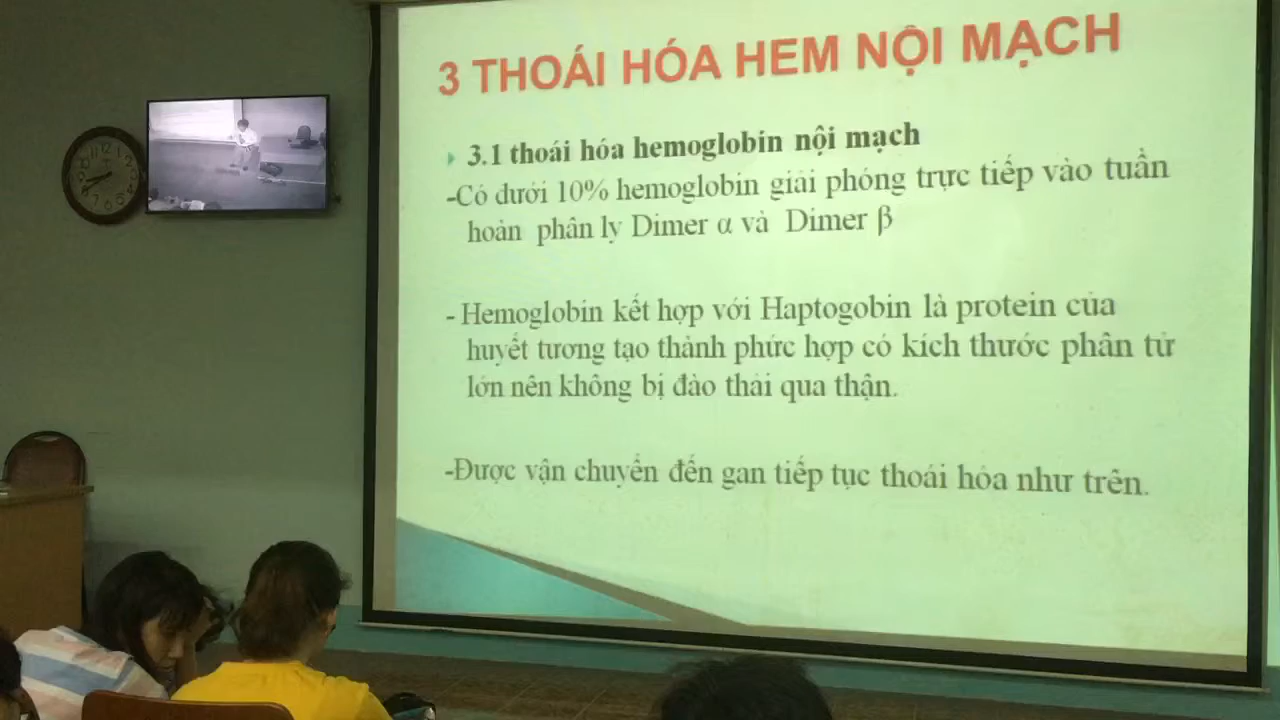 3 THOÁI HÓA HEM NỘI MẠCH
3.1 thoái hóa hemoglobin nội mạch
-Có dưới 10% hemoglobin giải phóng trực tiếp vào tuần
hoàn phân ly Dimer α và Dimer β
- Hemoglobin kết hợp với Haptogobin là protein của
huyết tương tạo thành phức hợp có kích thước phân tử
lớn nên không bị đào thải qua thận.
-Được vận chuyển đến gan tiếp tục thoái hóa như trên.